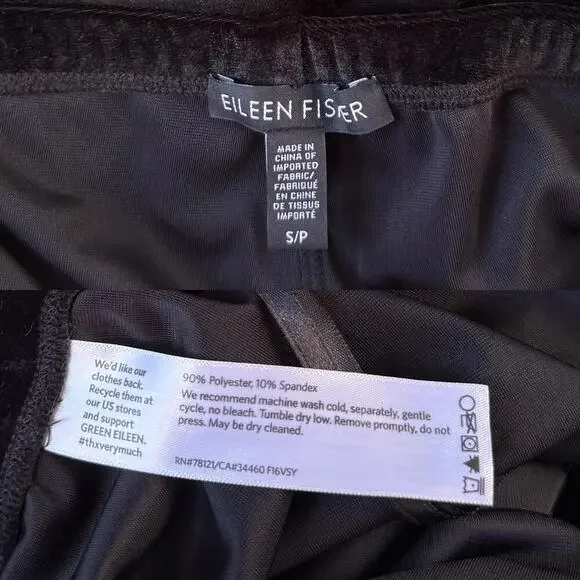 EILEEN FISHER
MADE IN
CHINA OF
IMPORTED
FABRIC/
FABRIQUÉ
EN CHINE
DE TISSUS
IMPORTÉ
S/P
We'd like our
clothes back.
Recycle them at
our US stores
and support
GREEN EILEEN.
#thxverymuch
90% Polyester, 10% Spandex
We recommend machine wash cold, separately, gentle
cycle, no bleach. Tumble dry low. Remove promptly, do not
press. May be dry cleaned.
RN#78121/CA#34460 F16VSY